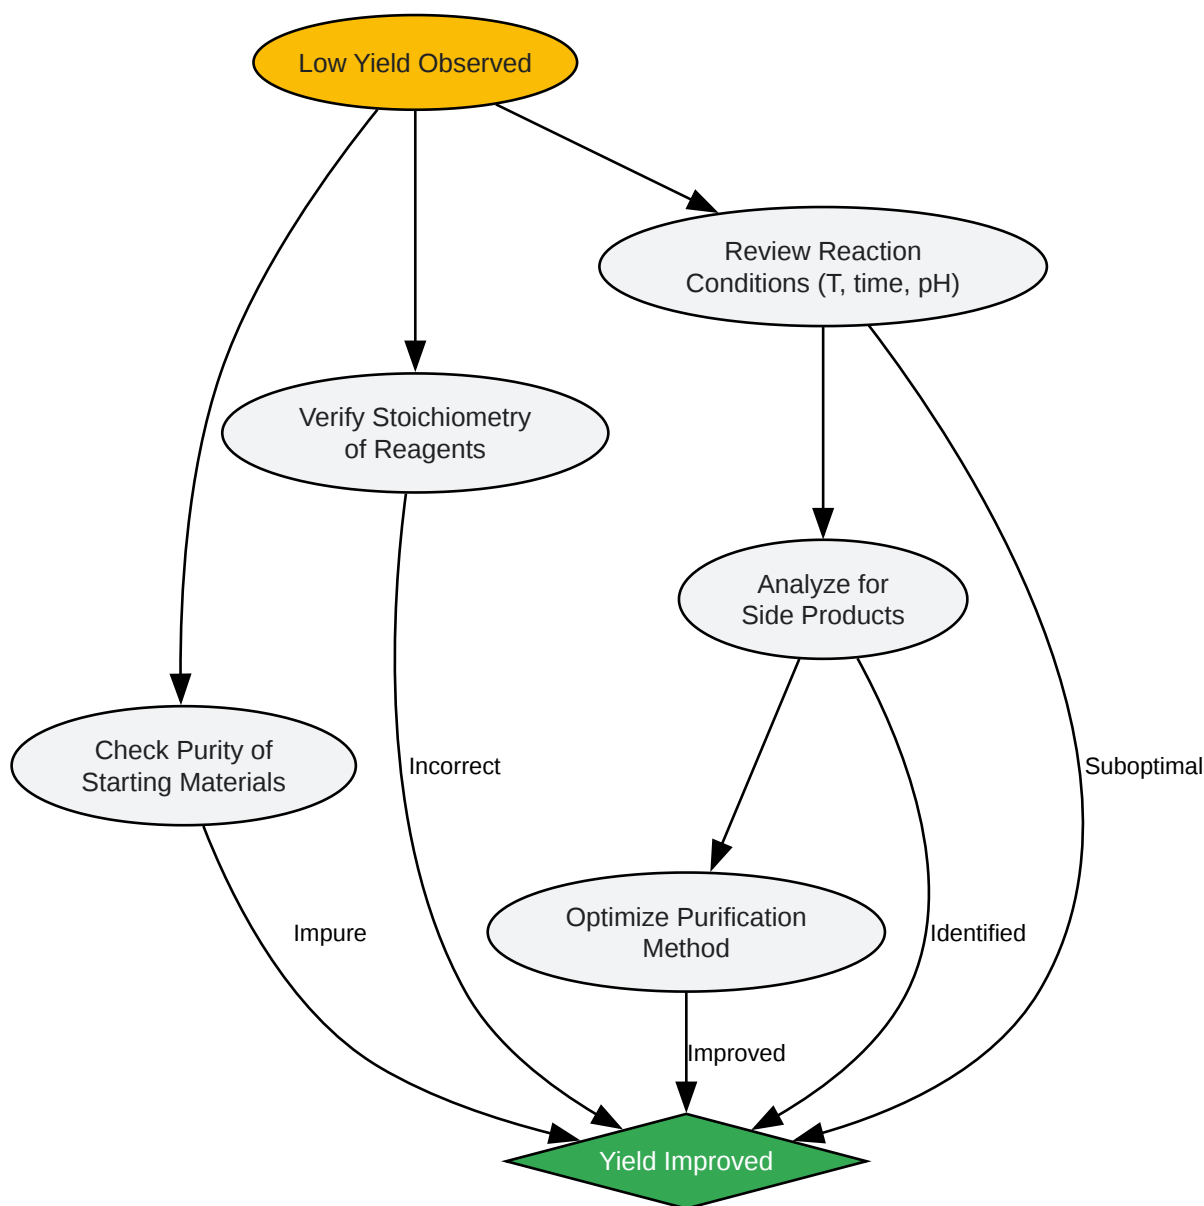 Low Yield Observed
Review Reaction
Conditions (T, time, pH)
Verify Stoichiometry
of Reagents
Analyze for
Side Products
Check Purity of
Starting Materials
Incorrect
Suboptimal
Optimize Purification
Method
Impure
Identified
Improved
Yield Improved